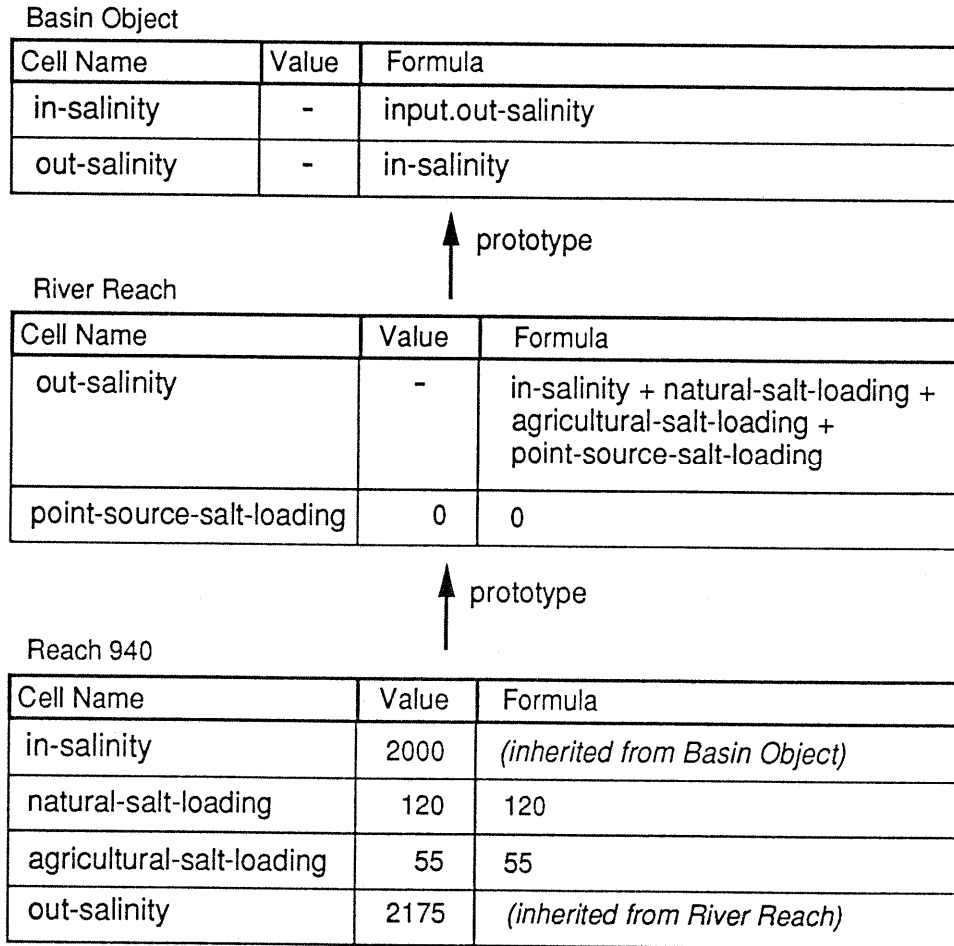 Basin Object
Cell Name Value Formula
in-salinity - input.out-salinity
out-salinity - in-salinity
prototype
River Reach
Cell Name Value Formula
out-salinity - in-salinity + natural-salt-loading +
agricultural-salt-loading +
point-source-salt-loading
point-source-salt-loading 0 0
prototype
Reach 940
Cell Name Value Formula
in-salinity 2000 (inherited from Basin Object)
natural-salt-loading 120 120
agricultural-salt-loading 55 55
out-salinity 2175 (inherited from River Reach)